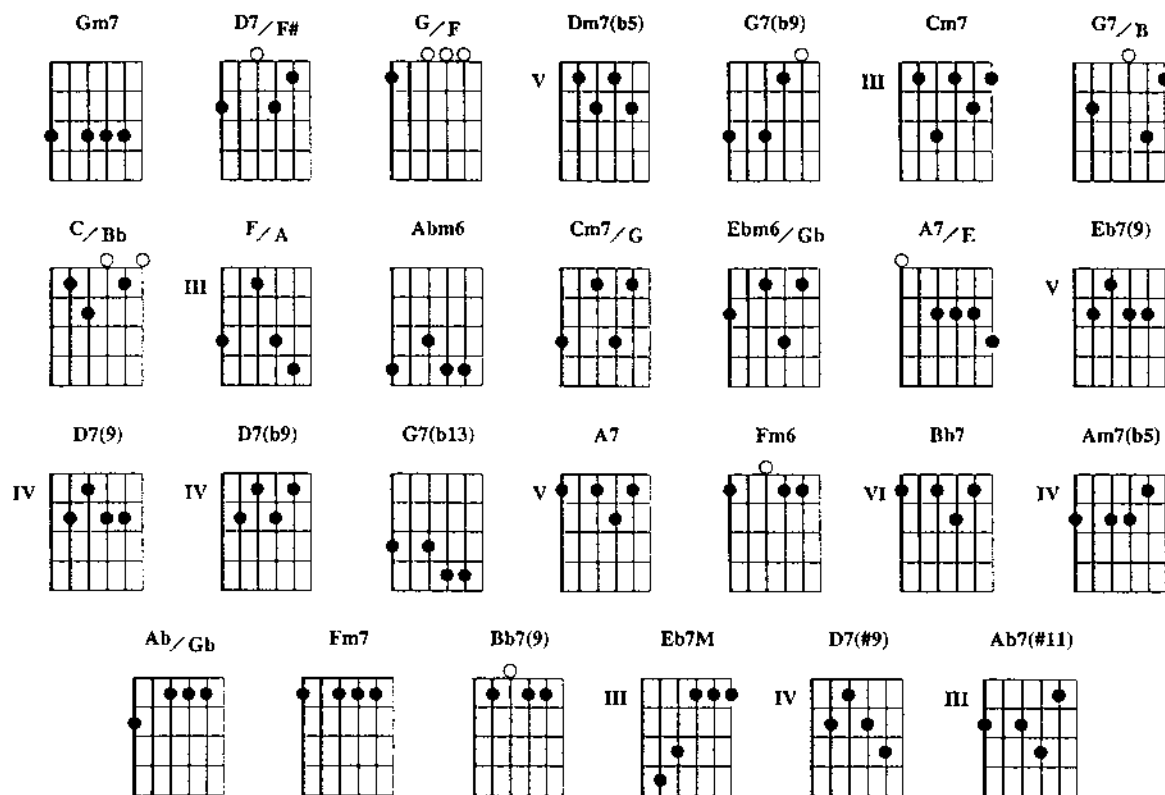 Gm7 D7/F# G/F Dm7(b5) G7(b9) Cm7 G7/B
V III
C/Bb F/A Abm6 Cm7/G Ebm6/Gb A7/E Eb7(9)
III V
D7(9) D7(b9) G7(b13) A7 Fm6 Bb7 Am7(b5)
IV IV V VI IV
Ab/Gb Fm7 Bb7(9) Eb7M D7(#9) Ab7(#11)
III IV III